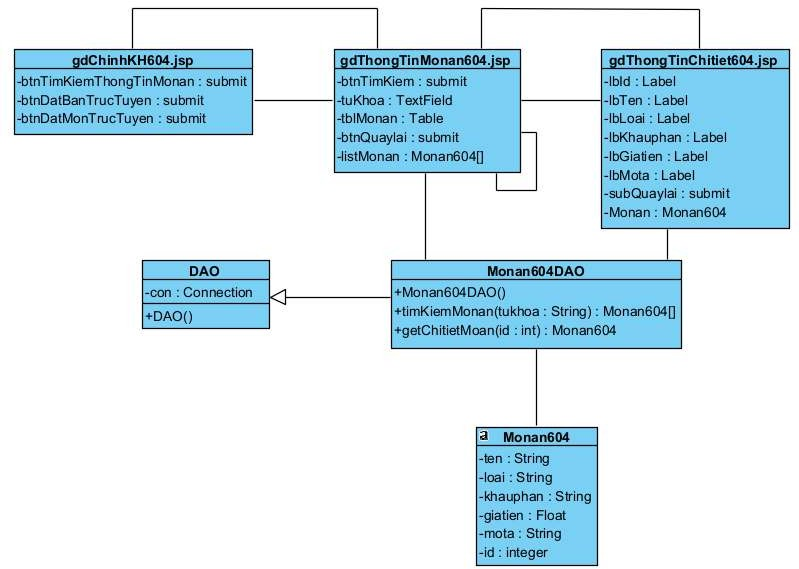 gdChinhKH604.jsp
-btnTimKiemThongTinMonan : submit
-btnDatBanTrucTuyen : submit
-btnDatMonTrucTuyen : submit
gdThongTinMonan604.jsp
-btnTimKiem : submit
-tuKhoa : TextField
-tblMonan : Table
-btnQuaylai : submit
-listMonan : Monan604[]
gdThongTinChitiet604.jsp
-lbId : Label
-lbTen : Label
-lbLoai : Label
-lbKhauphan : Label
-lbGiatien : Label
-lbMota : Label
-subQuaylai : submit
-Monan : Monan604
DAO
-con : Connection
+DAO()
Monan604DAO
+Monan604DAO()
+timKiemMonan(tukhoa : String) : Monan604[]
+getChitietMoan(id : int) : Monan604
a Monan604
-ten : String
-loai : String
-khauphan : String
-giatien : Float
-mota : String
-id : integer